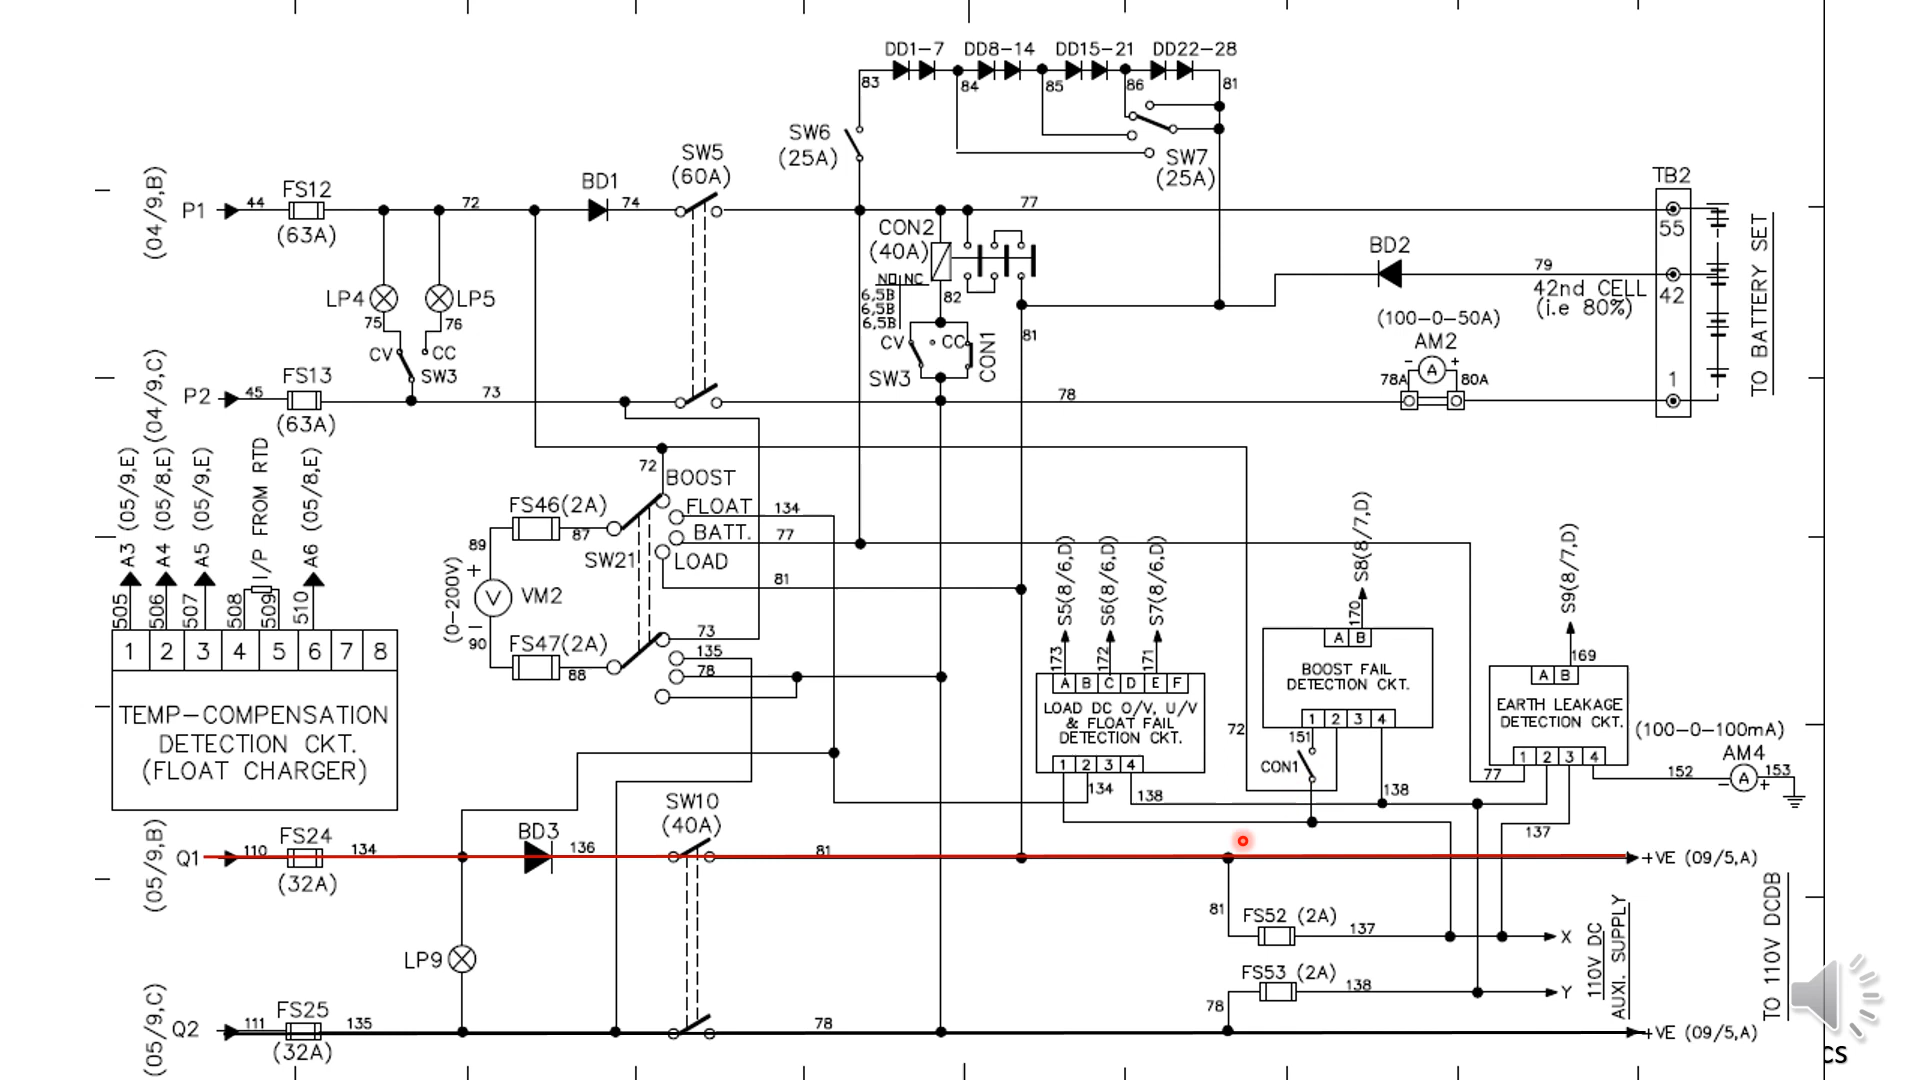 DD1-7 DD8-14 DD15-21 DD22-28
83 84 85 86 81
SW6
(25A)
SW7
(25A)
SW5
(60A)
(04/9,B)
P1 44 FS12
(63A)
72
BD1
74
77
TB2
55
42
1
TO BATTERY SET
CON2
(40A)
NO NC
6,5B
6,5B
6,5B
82
81
BD2
79
42nd CELL
(i.e 80%)
(100-0-50A)
AM2
- +
A
78A 80A
LP4 LP5
75 76
CV CC
SW3
CV CC
SW3
CON1
(04/9,C)
P2 45 FS13
(63A)
73
78
A3 (05/9,E)
A4 (05/8,E)
A5 (05/9,E)
I/P FROM RTD
A6 (05/8,E)
505 506 507 508 509 510
1 2 3 4 5 6 7 8
TEMP-COMPENSATION
DETECTION CKT.
(FLOAT CHARGER)
72
BOOST
FLOAT 134
BATT. 77
LOAD
81
FS46(2A)
87
89
SW21
(0-200V)
+
V VM2
-
90
FS47(2A)
88
73
135
78
S5(8/6,D)
S6(8/6,D)
S7(8/6,D)
173 172 171
A B C D E F
LOAD DC O/V, U/V
& FLOAT FAIL
DETECTION CKT.
1 2 3 4
134
138
72
S8(8/7,D)
170
A B
BOOST FAIL
DETECTION CKT.
1 2 3 4
151
CON1
138
S9(8/7,D)
169
A B
EARTH LEAKAGE
DETECTION CKT.
1 2 3 4
77
137
(100-0-100mA)
AM4
152 - A + 153
(05/9,B)
Q1 110 FS24
(32A)
134
BD3
136
SW10
(40A)
81
+VE (09/5,A)
81
FS52 (2A)
137
X
LP9
FS53 (2A)
138
Y
78
110V DC
AUXI. SUPPLY
TO 110V DCDB
(05/9,C)
Q2 111 FS25
(32A)
135
78
+VE (09/5,A)
cs